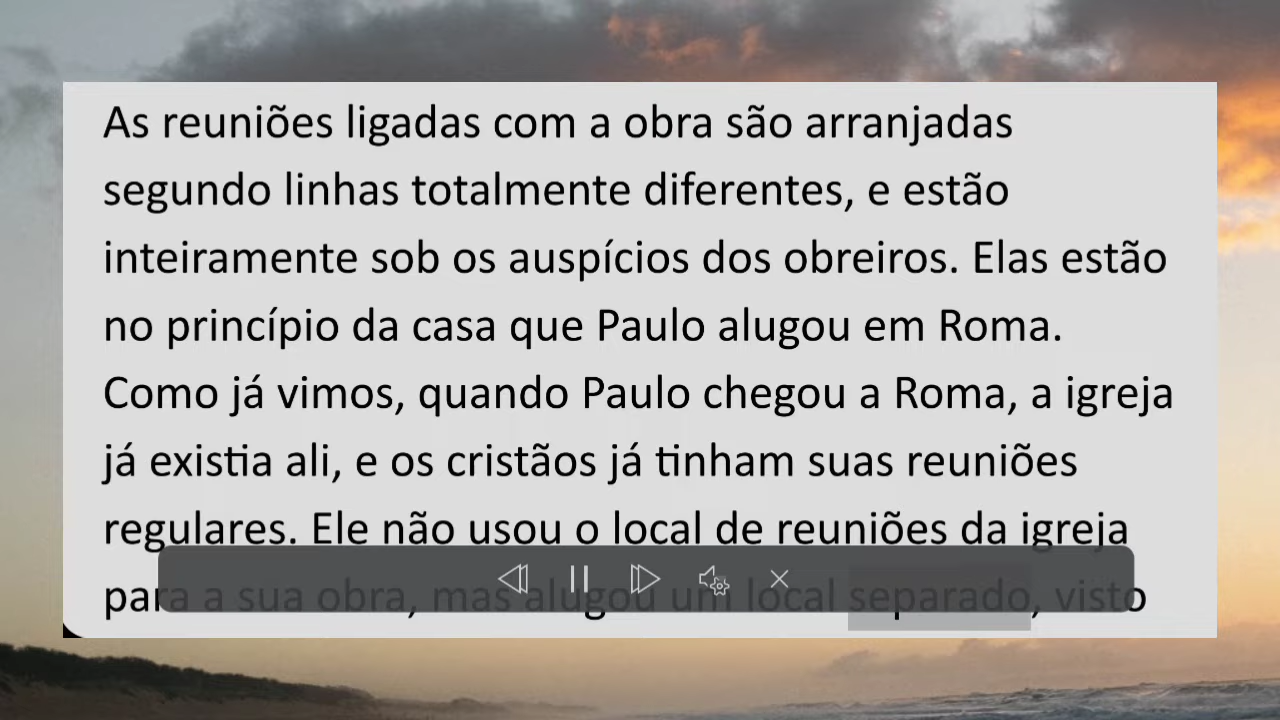 As reuniões ligadas com a obra são arranjadas
segundo linhas totalmente diferentes, e estão
inteiramente sob os auspícios dos obreiros. Elas estão
no princípio da casa que Paulo alugou em Roma.
Como já vimos, quando Paulo chegou a Roma, a igreja
já existia ali, e os cristãos já tinham suas reuniões
regulares. Ele não usou o local de reuniões da igreja
para a sua obra, mas alugou um local separado, visto